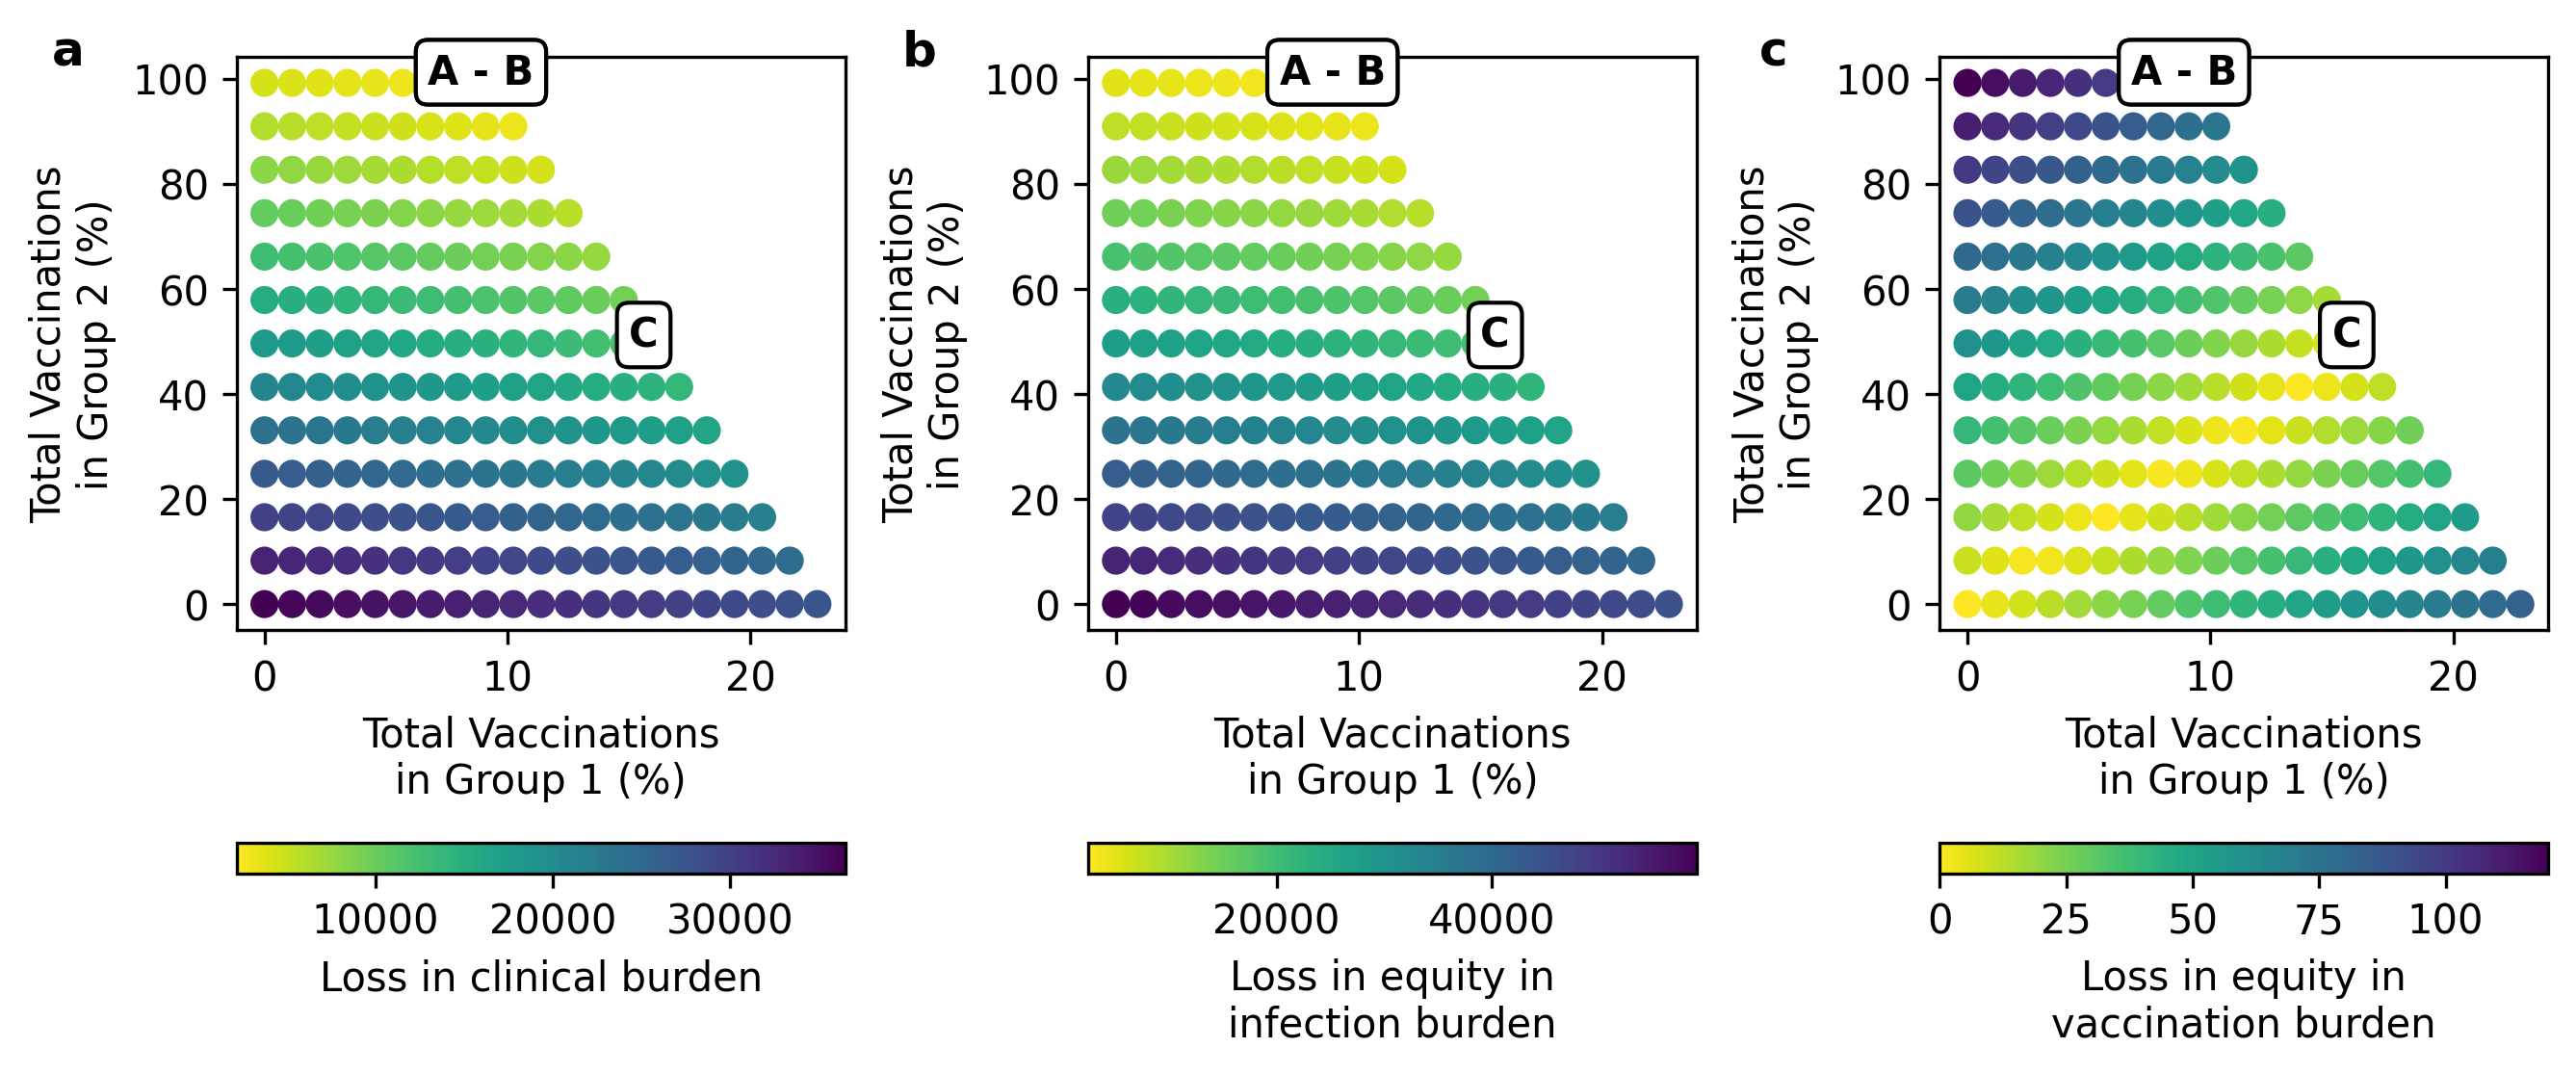 a
A - B
100
80
60
40
20
0
C
Total Vaccinations
in Group 2 (%)
0 10 20
Total Vaccinations
in Group 1 (%)
10000 20000 30000
Loss in clinical burden
b
A - B
100
80
60
40
20
0
C
Total Vaccinations
in Group 2 (%)
0 10 20
Total Vaccinations
in Group 1 (%)
20000 40000
Loss in equity in
infection burden
c
A - B
100
80
60
40
20
0
C
Total Vaccinations
in Group 2 (%)
0 10 20
Total Vaccinations
in Group 1 (%)
0 25 50 75 100
Loss in equity in
vaccination burden